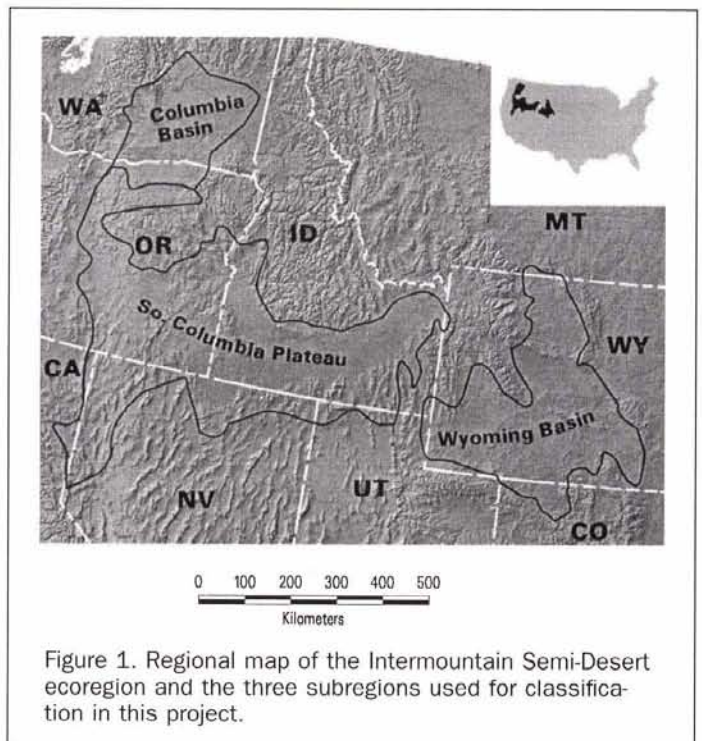 WA
Columbia
Basin
MT
OR
ID
So. Columbia Plateau
WY
CA
Wyoming Basin
NV
UT
CO
0 100 200 300 400 500
Kilometers
Figure 1. Regional map of the Intermountain Semi-Desert
ecoregion and the three subregions used for classifica-
tion in this project.